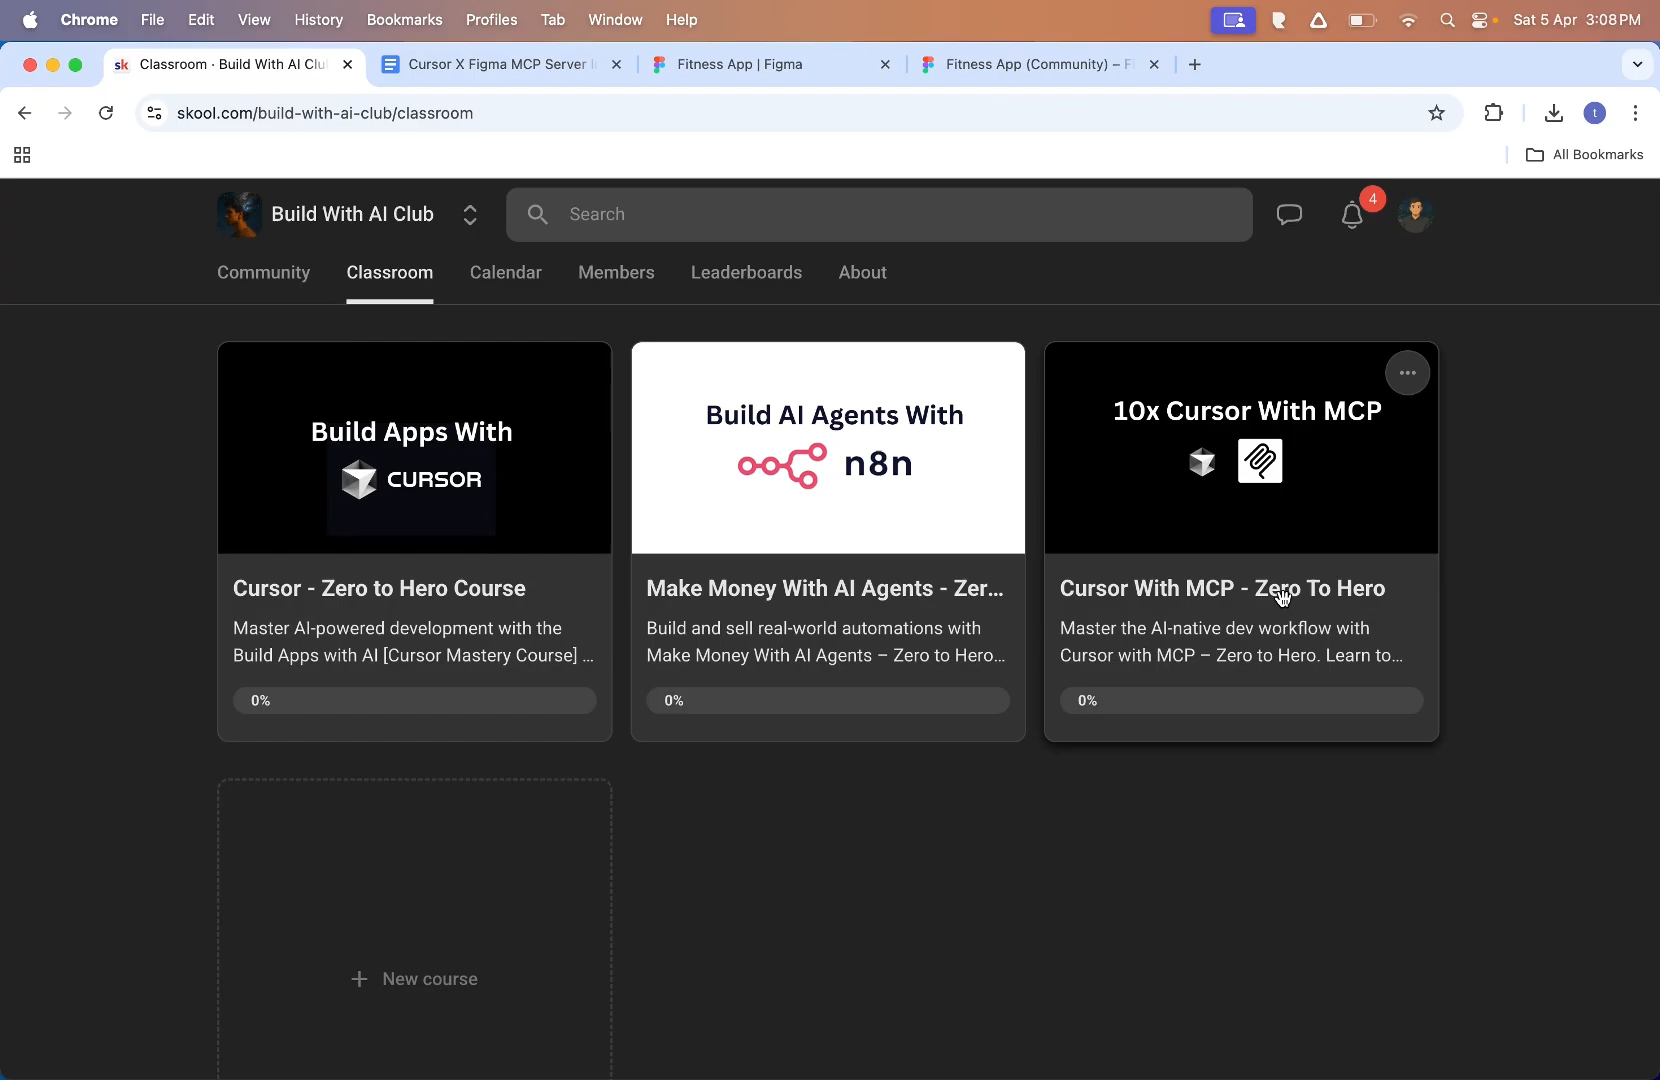 Chrome File Edit View History Bookmarks Profiles Tab Window Help Sat 5 Apr 3:08 PM
sk Classroom · Build With AI Clu Cursor X Figma MCP Server Fitness App | Figma Fitness App (Community) –
skool.com/build-with-ai-club/classroom t
All Bookmarks
Build With AI Club Search 4
Community Classroom Calendar Members Leaderboards About
Build Apps With
CURSOR
Cursor - Zero to Hero Course
Master AI-powered development with the
Build Apps with AI [Cursor Mastery Course] ...
0%
Build AI Agents With
n8n
Make Money With AI Agents - Zer...
Build and sell real-world automations with
Make Money With AI Agents – Zero to Hero...
0%
10x Cursor With MCP
Cursor With MCP - Zero To Hero
Master the AI-native dev workflow with
Cursor with MCP – Zero to Hero. Learn to...
0%
+ New course